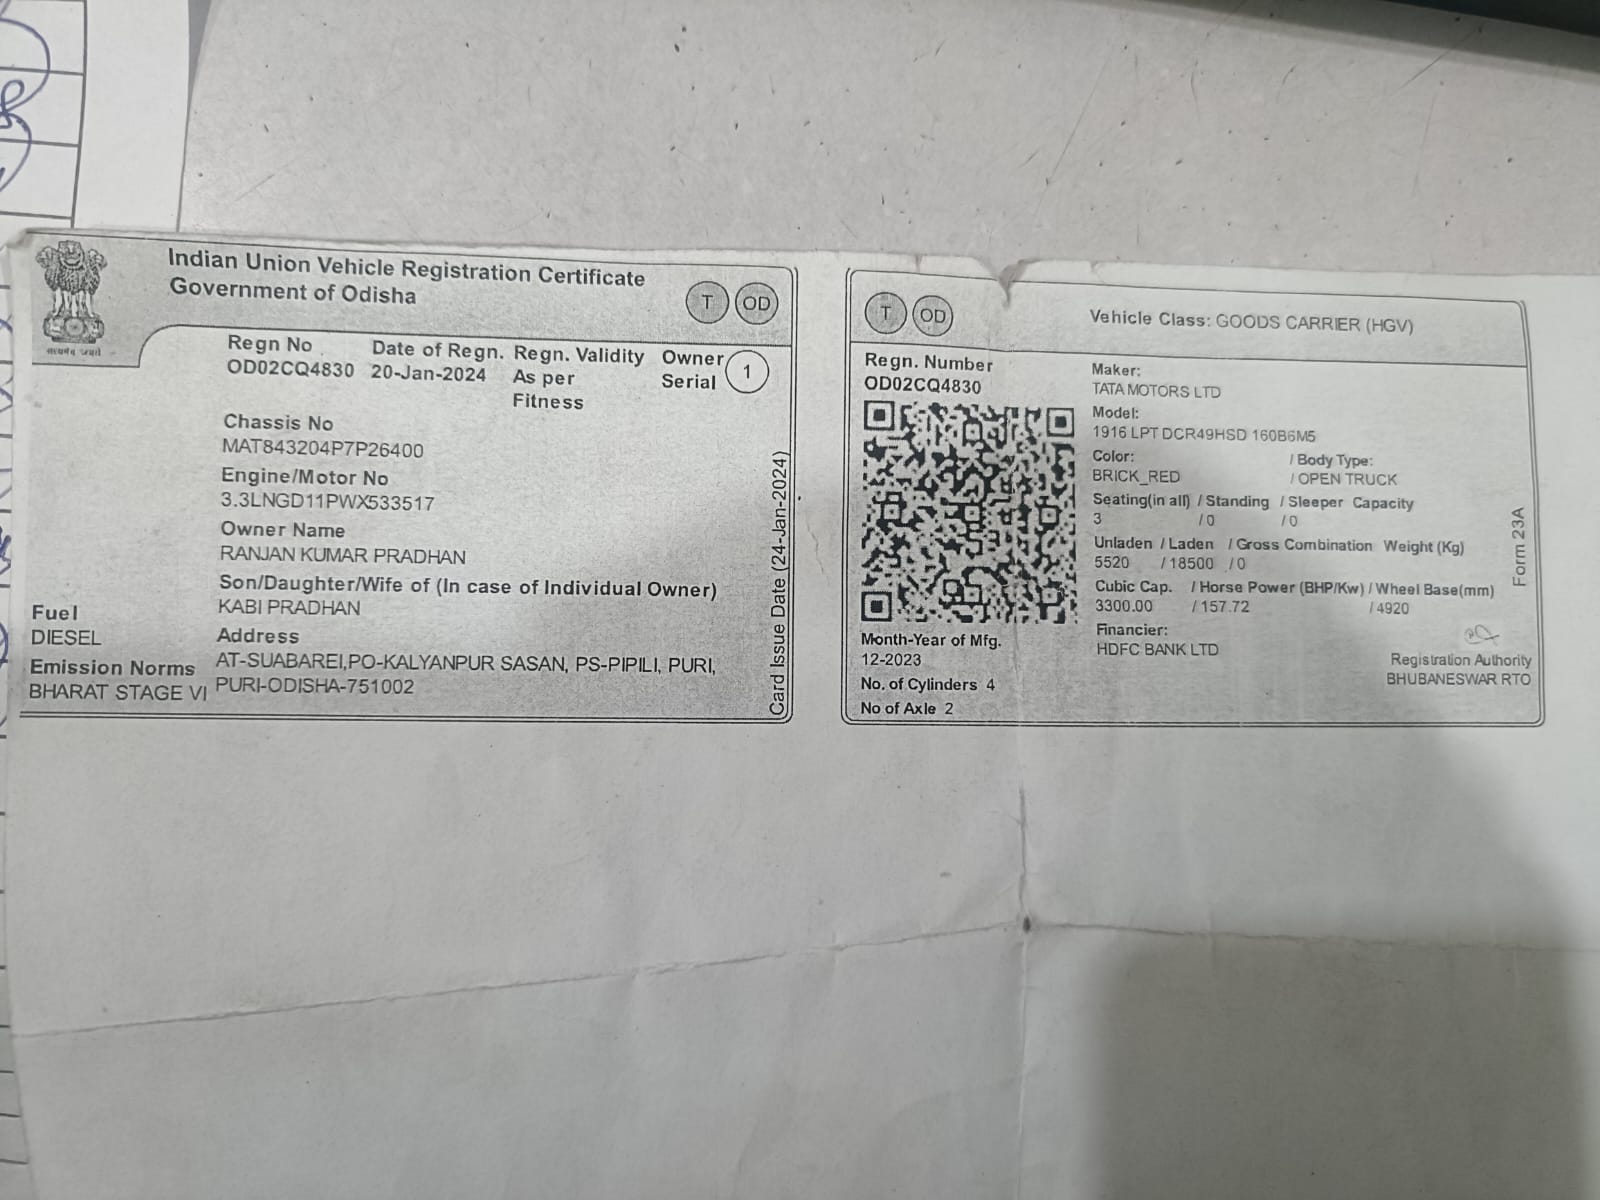 Indian Union Vehicle Registration Certificate
Government of Odisha
T OD
सत्यमेव जयते
Regn No Date of Regn. Regn. Validity Owner
OD02CQ4830 20-Jan-2024 As per Serial 1
Fitness
Chassis No
MAT843204P7P26400
Engine/Motor No
3.3LNGD11PWX533517
Owner Name
RANJAN KUMAR PRADHAN
Son/Daughter/Wife of (In case of Individual Owner)
KABI PRADHAN
Fuel
DIESEL
Address
AT-SUABAREI,PO-KALYANPUR SASAN, PS-PIPILI, PURI,
PURI-ODISHA-751002
Emission Norms
BHARAT STAGE VI
Card Issue Date (24-Jan-2024)
T OD
Vehicle Class: GOODS CARRIER (HGV)
Regn. Number
OD02CQ4830
Maker:
TATA MOTORS LTD
Model:
1916 LPT DCR49HSD 160B6M5
Color: / Body Type:
BRICK_RED / OPEN TRUCK
Seating(in all) / Standing / Sleeper Capacity
3 / 0 / 0
Unladen / Laden / Gross Combination Weight (Kg)
5520 / 18500 / 0
Cubic Cap. / Horse Power (BHP/Kw) / Wheel Base(mm)
3300.00 / 157.72 / 4920
Financier:
HDFC BANK LTD
Month-Year of Mfg.
12-2023
No. of Cylinders 4
No of Axle 2
Registration Authority
BHUBANESWAR RTO
Form 23A